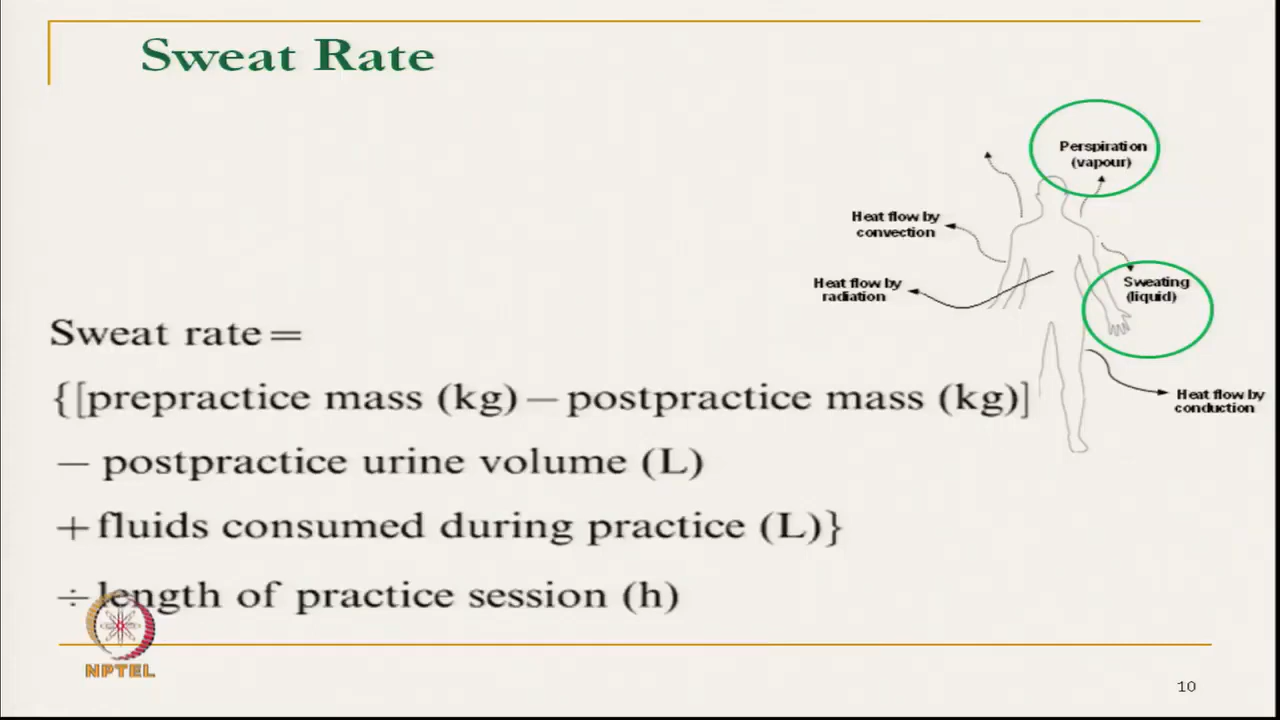 Sweat Rate
Perspiration
(vapour)
Heat flow by
convection
Sweating
(liquid)
Heat flow by
radiation
Heat flow by
conduction
Sweat rate =
{[prepractice mass (kg) – postpractice mass (kg)]
– postpractice urine volume (L)
+ fluids consumed during practice (L)}
÷ length of practice session (h)
NPTEL
10